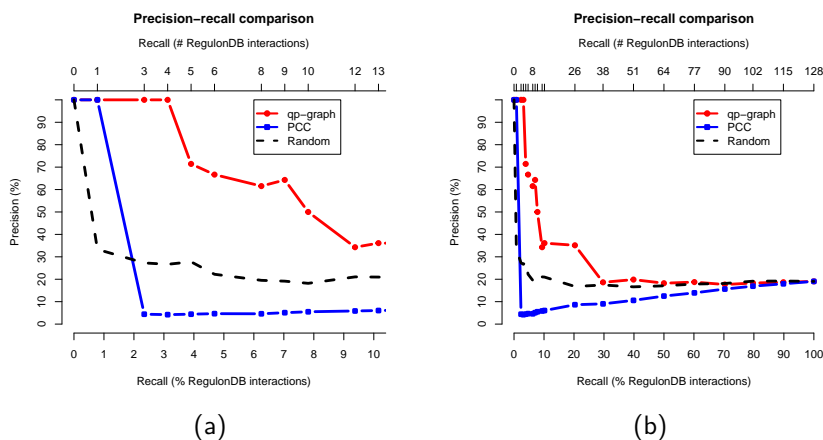 Precision−recall comparison
Recall (# RegulonDB interactions)
0 1 3 4 5 6 8 9 10 12 13
Precision (%)
0 10 20 30 40 50 60 70 80 90
qp−graph
PCC
Random
0 1 2 3 4 5 6 7 8 9 10
Recall (% RegulonDB interactions)
(a)
Precision−recall comparison
Recall (# RegulonDB interactions)
0 8 26 38 51 64 77 90 102 115 128
Precision (%)
0 10 20 30 40 50 60 70 80 90
qp−graph
PCC
Random
0 10 20 30 40 50 60 70 80 90 100
Recall (% RegulonDB interactions)
(b)